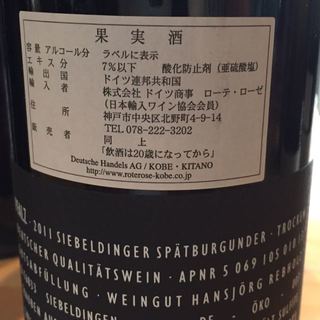 果実酒
容量 アルコール分 ラベルに表示
エキス分 7％以下 酸化防止剤（亜硫酸塩）
輸出国 ドイツ連邦共和国
輸入者 株式会社 ドイツ商事 ローテ・ローゼ
（日本輸入ワイン協会会員）
住所 神戸市中央区北野町4-9-14
TEL 078-222-3202
販売者 同上
「飲酒は20歳になってから」
Deutsche Handels AG / KOBE・KITANO
http://www.roterose-kobe.co.jp
2011 SIEBELDINGER SPÄTBURGUNDER · TROCKEN
DEUTSCHER QUALITÄTSWEIN · APNR 5 069 105 010
WEINGUT HANSJÖRG
SIEBELDINGEN ÖKO